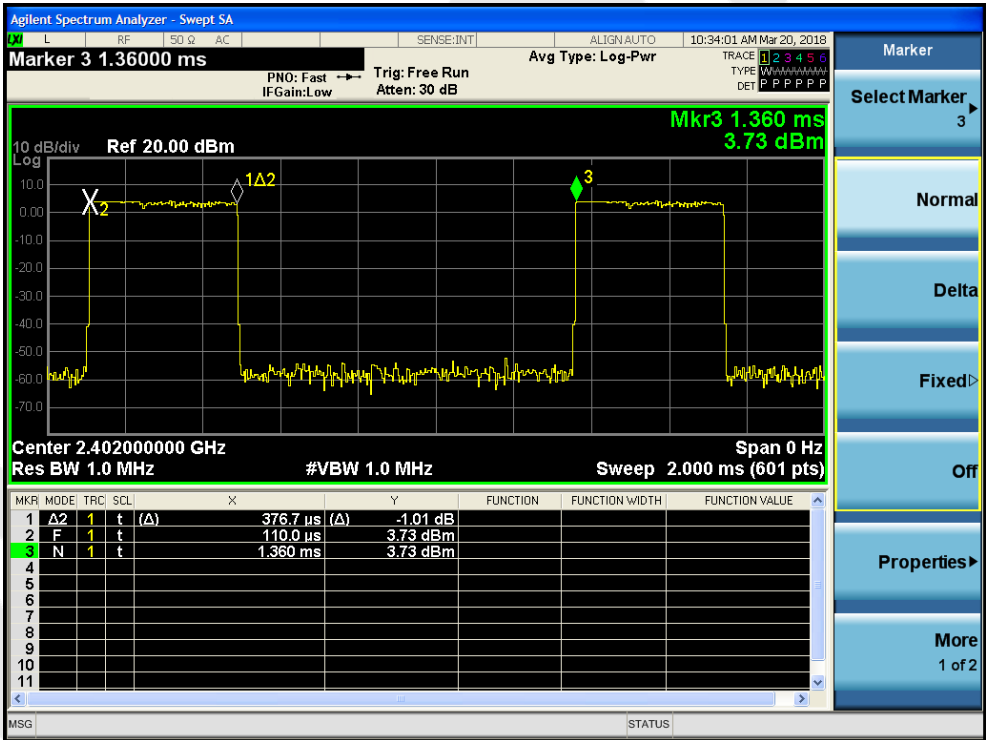 Agilent Spectrum Analyzer - Swept SA
LXI L RF 50 Ω AC SENSE:INT ALIGN AUTO 10:34:01 AM Mar 20, 2018
Marker 3 1.36000 ms
PNO: Fast
IFGain:Low
Trig: Free Run
Atten: 30 dB
Avg Type: Log-Pwr
TRACE 1 2 3 4 5 6
TYPE WWWWWW
DET P P P P P P
Mkr3 1.360 ms
3.73 dBm
10 dB/div Ref 20.00 dBm
Log
10.0
0.00
-10.0
-20.0
-30.0
-40.0
-50.0
-60.0
-70.0
X2
1Δ2
3
Center 2.402000000 GHz Span 0 Hz
Res BW 1.0 MHz #VBW 1.0 MHz Sweep 2.000 ms (601 pts)
MKR MODE TRC SCL X Y FUNCTION FUNCTION WIDTH FUNCTION VALUE
1 Δ2 1 t (Δ) 376.7 µs (Δ) -1.01 dB
2 F 1 t 110.0 µs 3.73 dBm
3 N 1 t 1.360 ms 3.73 dBm
4
5
6
7
8
9
10
11
MSG STATUS
Marker
Select Marker
3
Normal
Delta
Fixed
Off
Properties
More
1 of 2